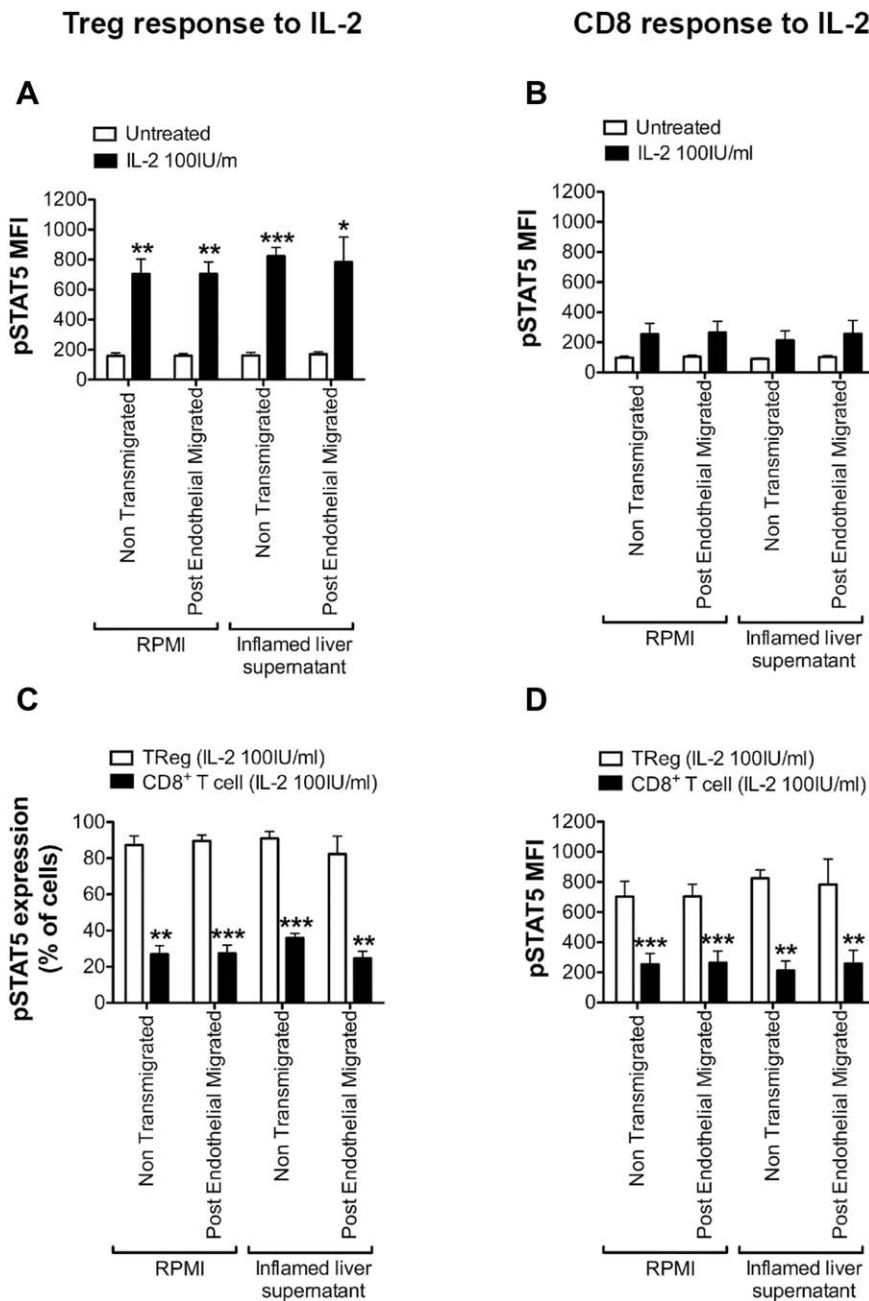 Treg response to IL-2
CD8 response to IL-2
A
Untreated
IL-2 100IU/m
pSTAT5 MFI
1200
1000
800
600
400
200
0
** ** *** *
Non Transmigrated
Post Endothelial Migrated
Non Transmigrated
Post Endothelial Migrated
RPMI
Inflamed liver
supernatant
B
Untreated
IL-2 100IU/ml
pSTAT5 MFI
1200
1000
800
600
400
200
0
Non Transmigrated
Post Endothelial Migrated
Non Transmigrated
Post Endothelial Migrated
RPMI
Inflamed liver
supernatant
C
TReg (IL-2 100IU/ml)
CD8⁺ T cell (IL-2 100IU/ml)
pSTAT5 expression
(% of cells)
100
80
60
40
20
0
** *** *** **
Non Transmigrated
Post Endothelial Migrated
Non Transmigrated
Post Endothelial Migrated
RPMI
Inflamed liver
supernatant
D
TReg (IL-2 100IU/ml)
CD8⁺ T cell (IL-2 100IU/ml)
pSTAT5 MFI
1200
1000
800
600
400
200
0
*** *** ** **
Non Transmigrated
Post Endothelial Migrated
Non Transmigrated
Post Endothelial Migrated
RPMI
Inflamed liver
supernatant